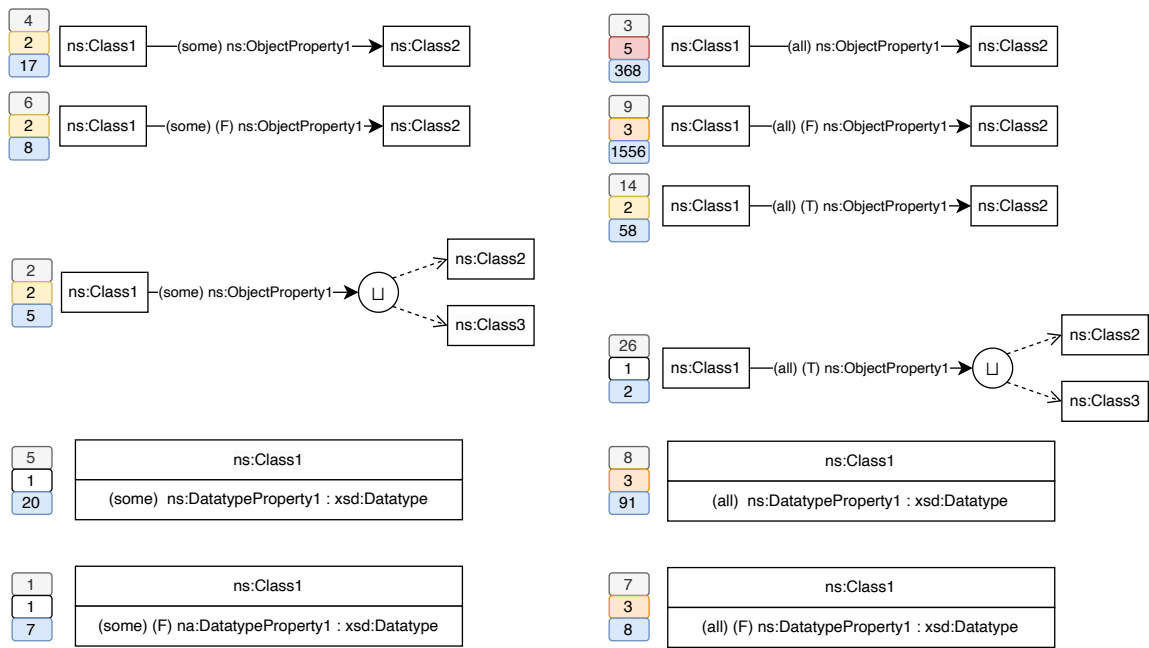 4
2
17
ns:Class1
(some) ns:ObjectProperty1
ns:Class2
6
2
8
ns:Class1
(some) (F) ns:ObjectProperty1
ns:Class2
2
2
5
ns:Class1
(some) ns:ObjectProperty1
⊔
ns:Class2
ns:Class3
5
1
20
ns:Class1
(some) ns:DatatypeProperty1 : xsd:Datatype
1
1
7
ns:Class1
(some) (F) na:DatatypeProperty1 : xsd:Datatype
3
5
368
ns:Class1
(all) ns:ObjectProperty1
ns:Class2
9
3
1556
ns:Class1
(all) (F) ns:ObjectProperty1
ns:Class2
14
2
58
ns:Class1
(all) (T) ns:ObjectProperty1
ns:Class2
26
1
2
ns:Class1
(all) (T) ns:ObjectProperty1
⊔
ns:Class2
ns:Class3
8
3
91
ns:Class1
(all) ns:DatatypeProperty1 : xsd:Datatype
7
3
8
ns:Class1
(all) (F) ns:DatatypeProperty1 : xsd:Datatype